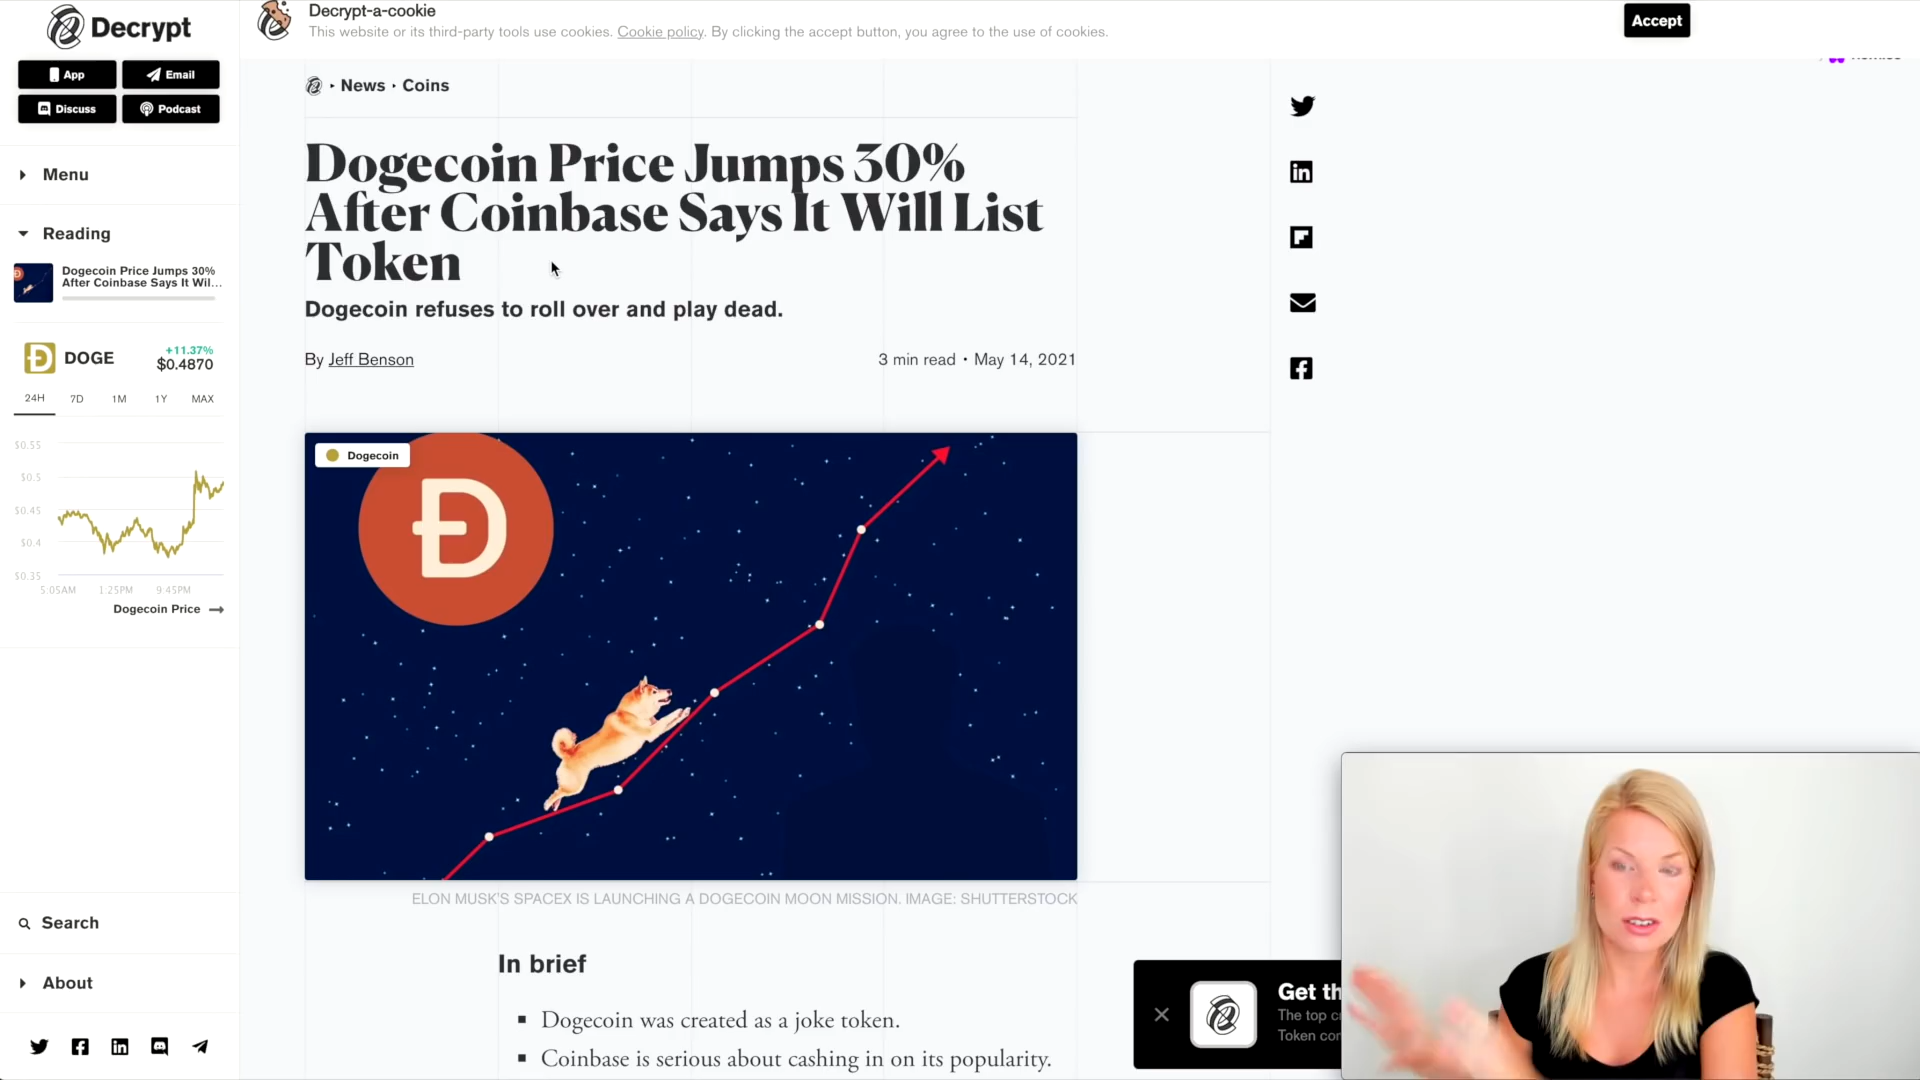 Decrypt
App
Email
Discuss
Podcast
Menu
Reading
Dogecoin Price Jumps 30%
After Coinbase Says It Wil...
DOGE
+11.37%
$0.4870
24H
7D
1M
1Y
MAX
$0.55
$0.5
$0.45
$0.4
$0.35
5:05AM
1:25PM
9:45PM
Dogecoin Price
Search
About
Decrypt-a-cookie
This website or its third-party tools use cookies. Cookie policy. By clicking the accept button, you agree to the use of cookies.
Accept
News
Coins
Dogecoin Price Jumps 30%
After Coinbase Says It Will List
Token
Dogecoin refuses to roll over and play dead.
By Jeff Benson
3 min read • May 14, 2021
Dogecoin
ELON MUSK'S SPACEX IS LAUNCHING A DOGECOIN MOON MISSION. IMAGE: SHUTTERSTOCK
In brief
Dogecoin was created as a joke token.
Coinbase is serious about cashing in on its popularity.
Get th
The top c
Token co